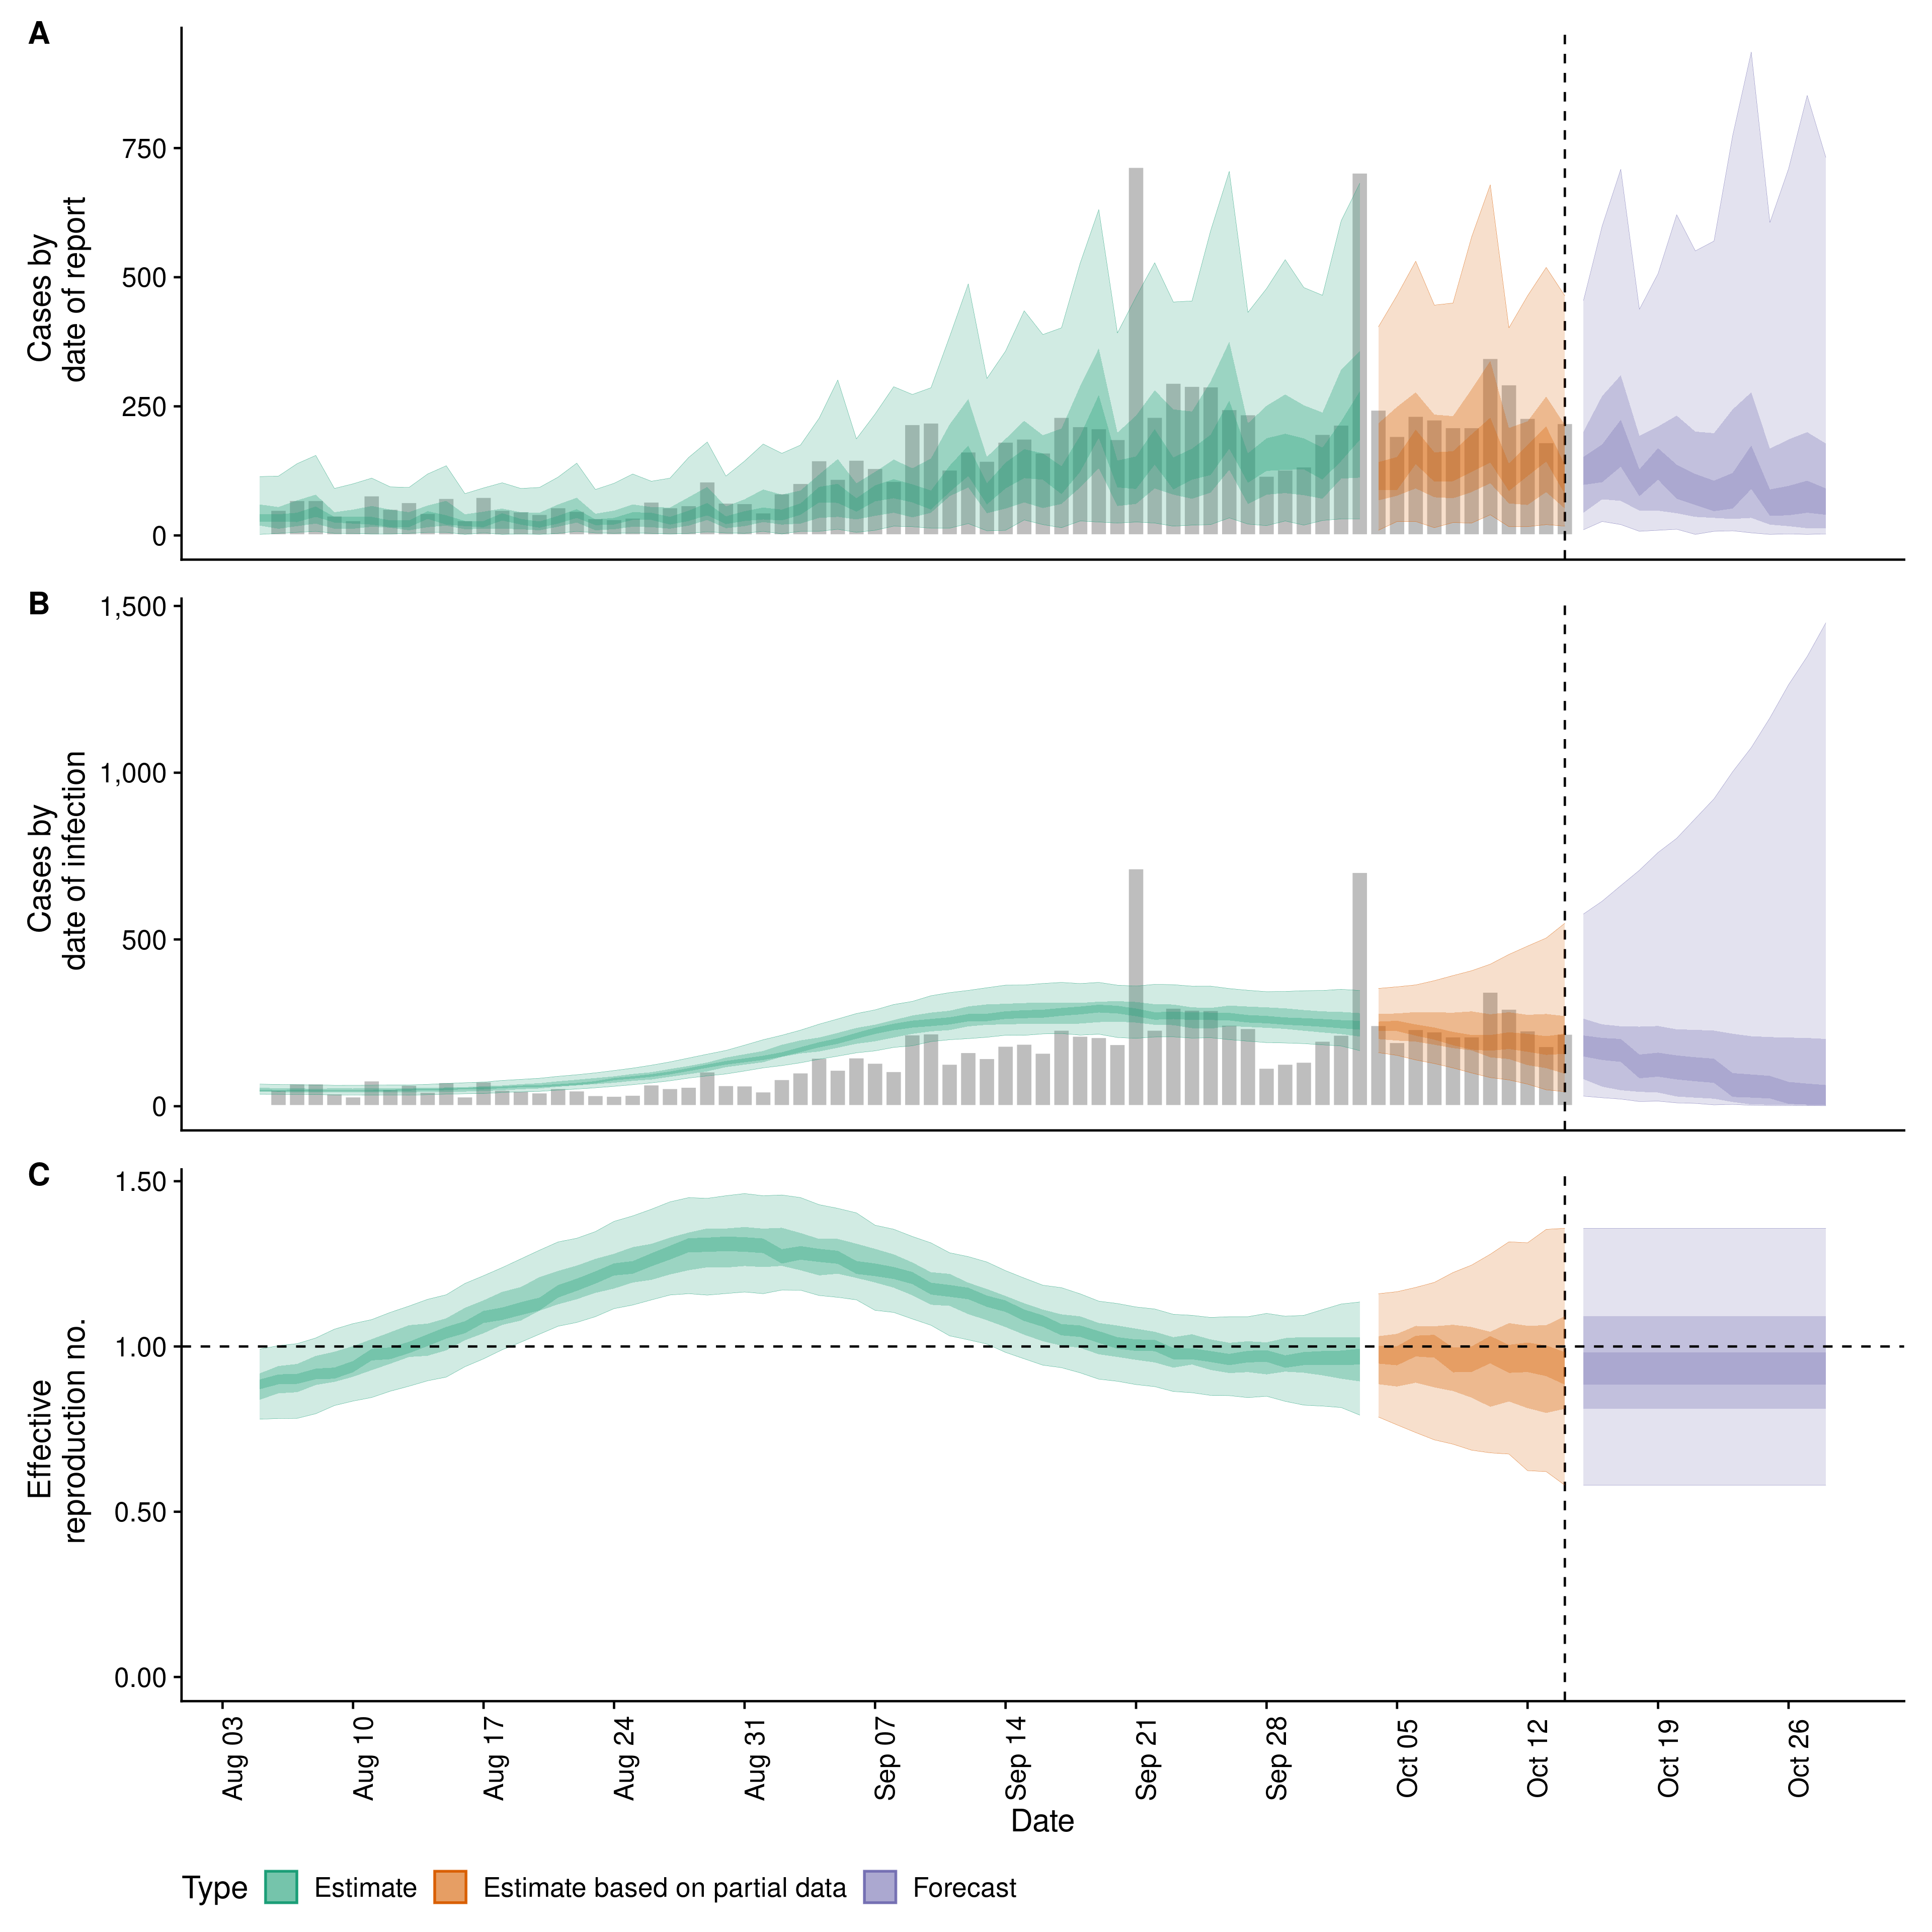 A
750
500
250
0
Cases by
date of report
B
1,500
1,000
500
0
Cases by
date of infection
C
1.50
1.00
0.50
0.00
Effective
reproduction no.
Aug 03
Aug 10
Aug 17
Aug 24
Aug 31
Sep 07
Sep 14
Sep 21
Sep 28
Oct 05
Oct 12
Oct 19
Oct 26
Date
Type
Estimate
Estimate based on partial data
Forecast